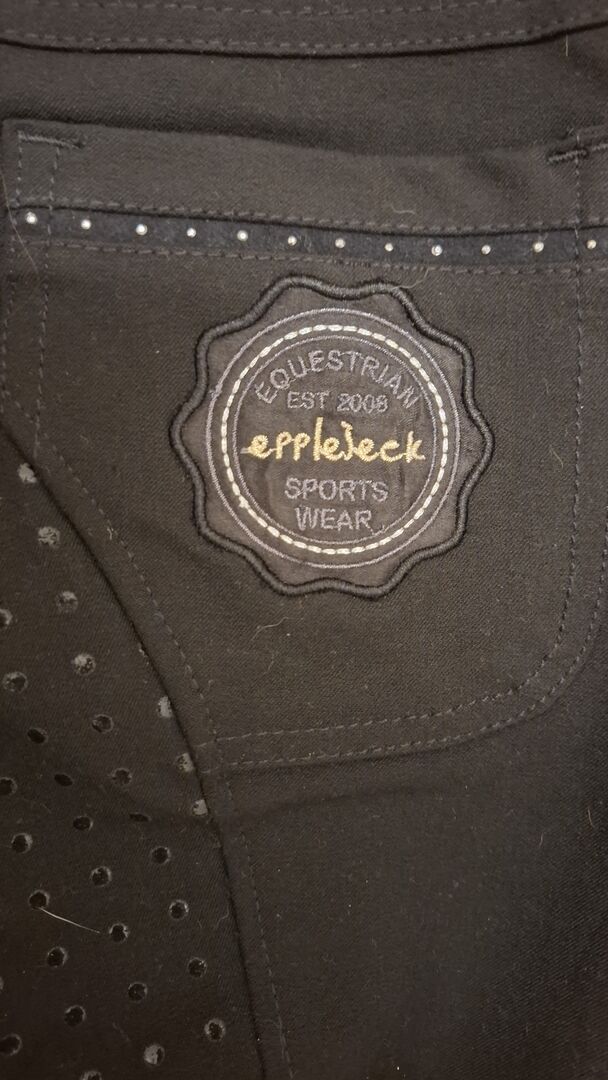 EQUESTRIAN
EST 2008
epplejeck
SPORTS
WEAR